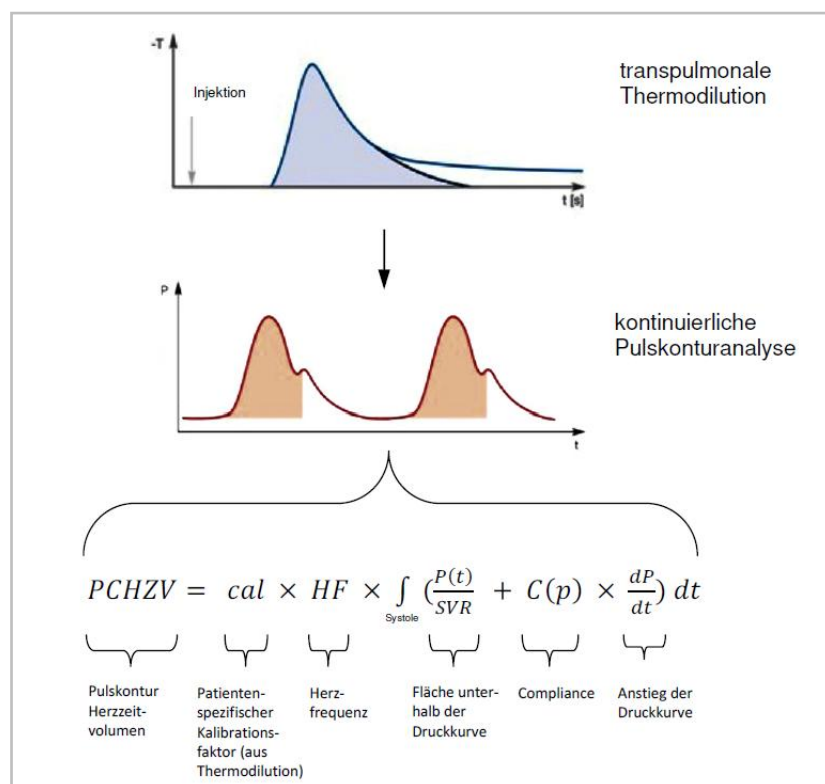 -T
Injektion
t [s]
transpulmonale
Thermodilution
P
t
kontinuierliche
Pulskonturanalyse
PCHZV = cal × HF × ∫ (P(t)/SVR + C(p) × dP/dt) dt
Systole
Pulskontur
Herzzeit-
volumen
Patienten-
spezifischer
Kalibrations-
faktor (aus
Thermodilution)
Herz-
frequenz
Fläche unter-
halb der
Druckkurve
Compliance
Anstieg der
Druckkurve